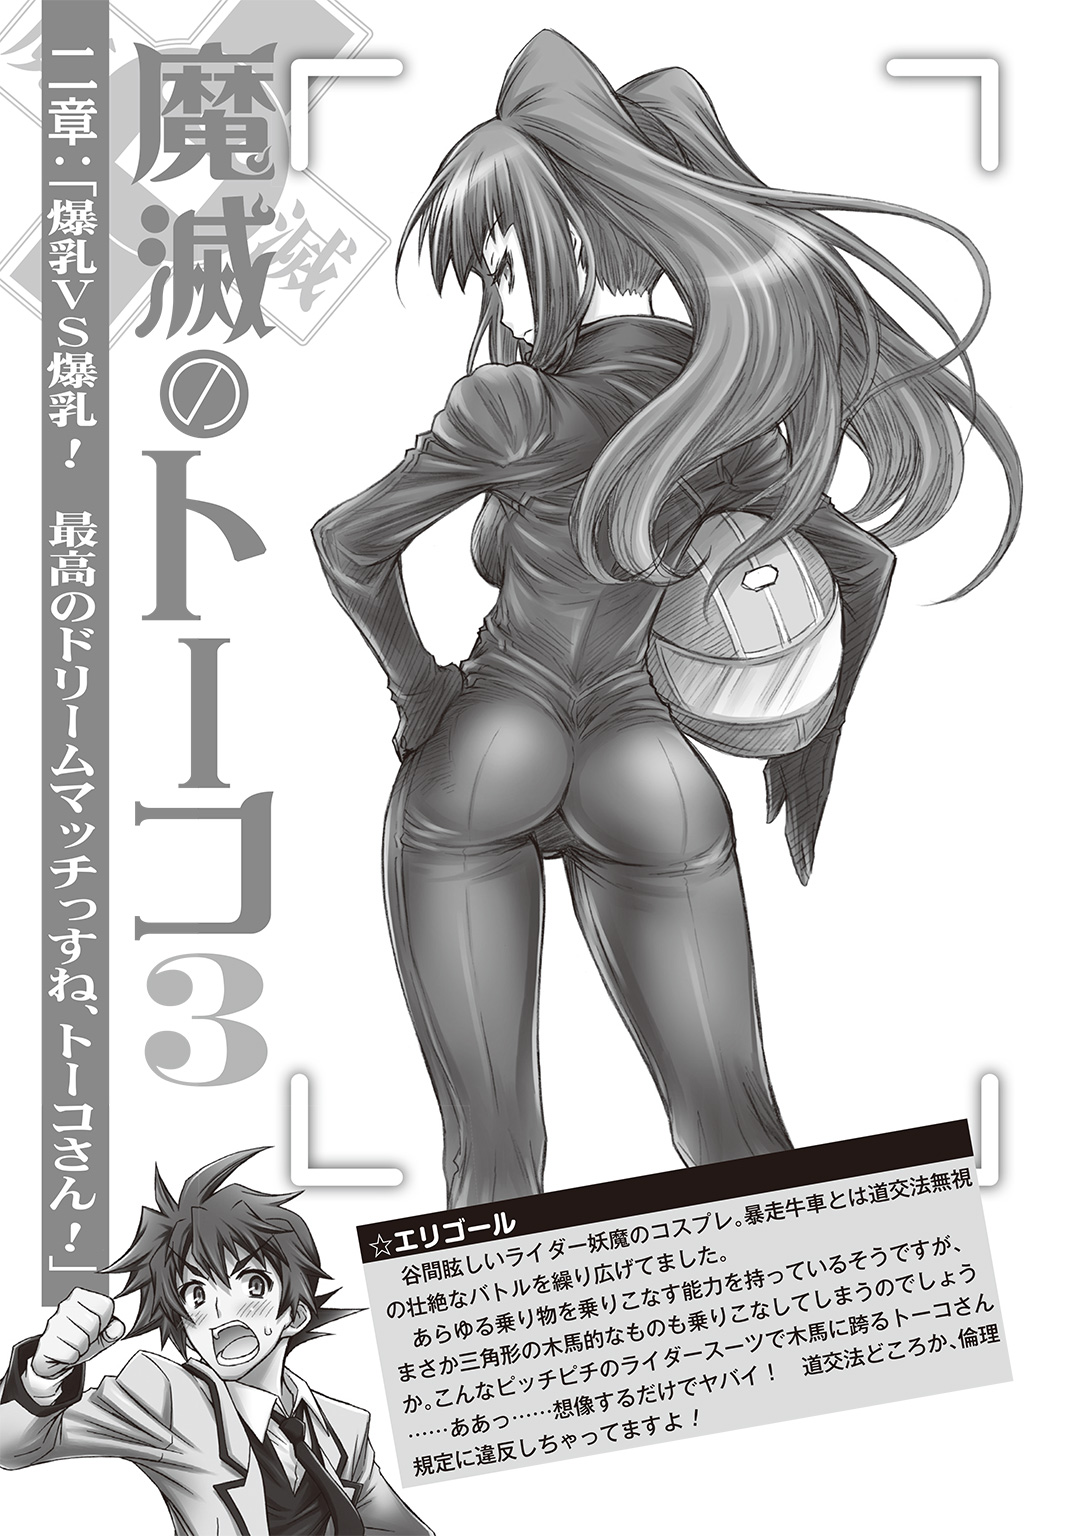 魔滅のトーコ3
二章:「爆乳VS爆乳！　最高のドリームマッチっすね、トーコさん！」
滅
☆エリゴール
谷間眩しいライダー妖魔のコスプレ。暴走牛車とは道交法無視
の壮絶なバトルを繰り広げてました。
あらゆる乗り物を乗りこなす能力を持っているそうですが、
まさか三角形の木馬的なものも乗りこなしてしまうのでしょう
か。こんなピッチピチのライダースーツで木馬に跨るトーコさん
……ああっ……想像するだけでヤバイ！　道交法どころか、倫理
規定に違反しちゃってますよ！